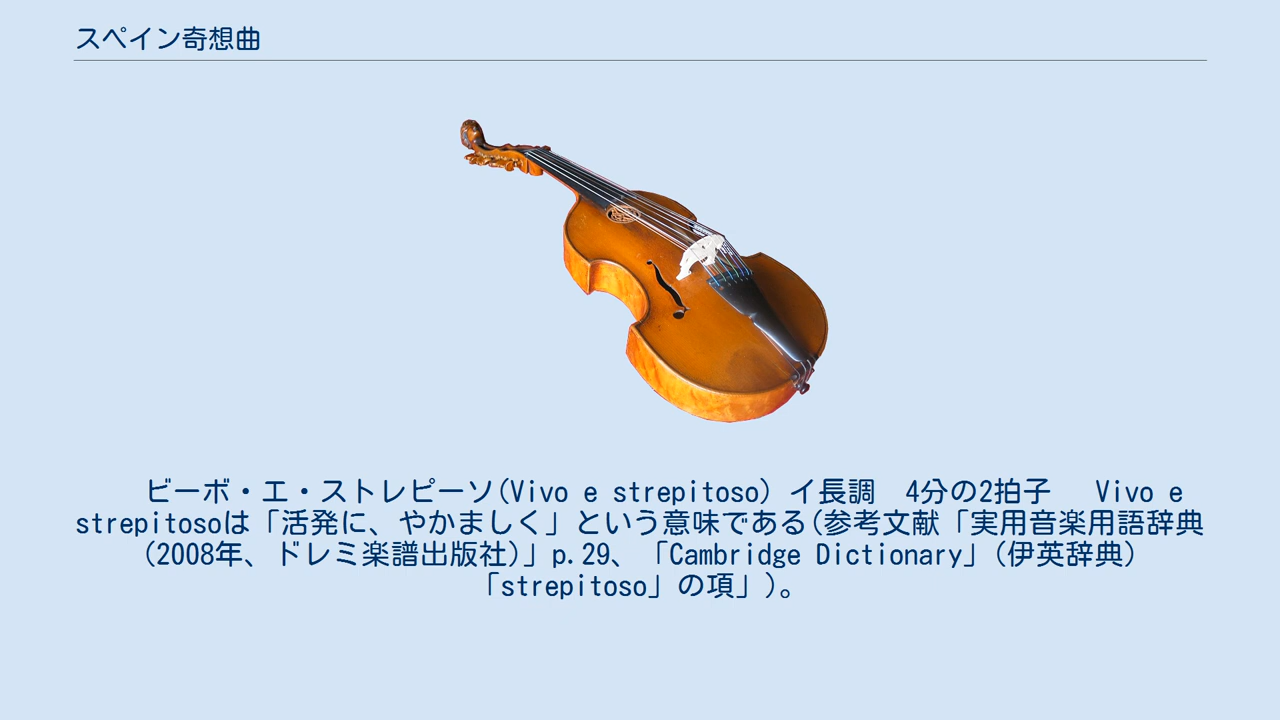 スペイン奇想曲
ビーボ・エ・ストレピーソ(Vivo e strepitoso) イ長調　4分の2拍子　 Vivo e
strepitosoは「活発に、やかましく」という意味である(参考文献「実用音楽用語辞典
(2008年、ドレミ楽譜出版社)」p.29、「Cambridge Dictionary」(伊英辞典)
「strepitoso」の項」)。